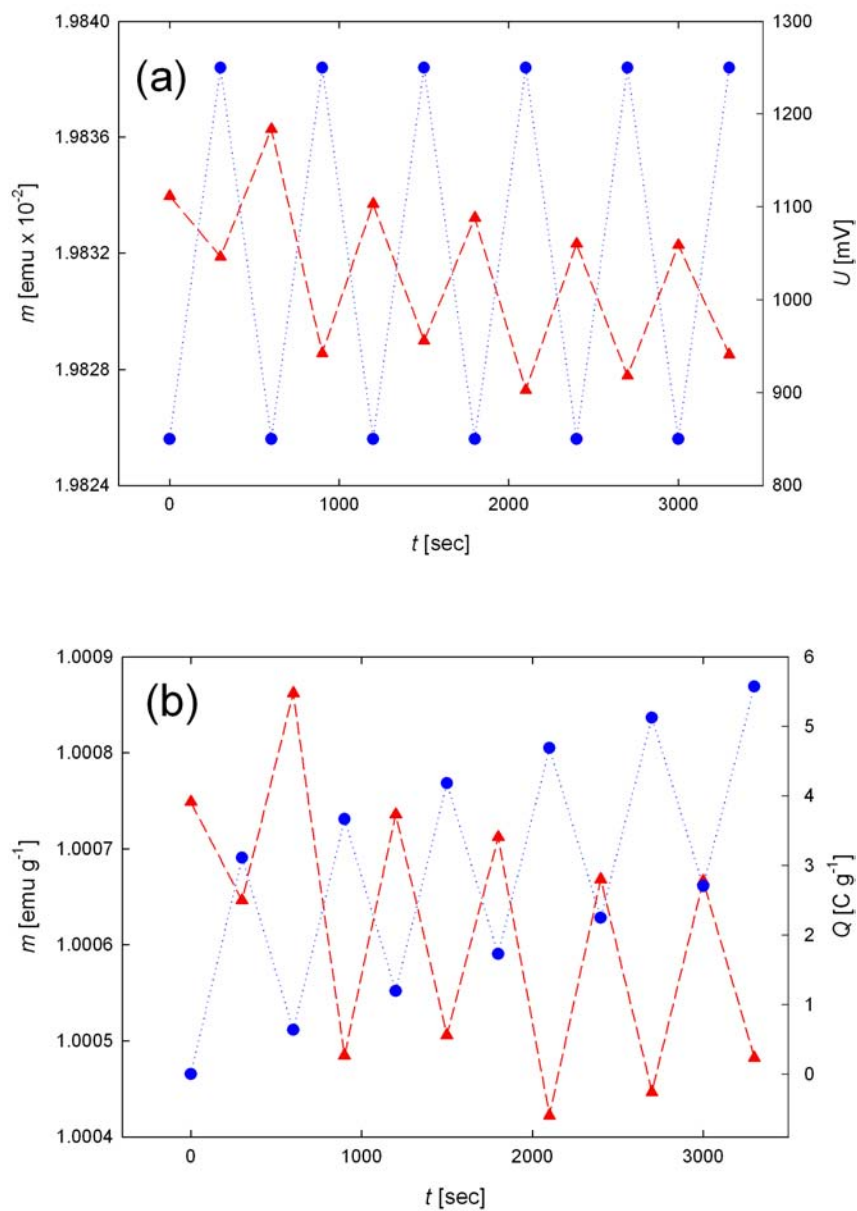 (a)
1.9840
1.9836
1.9832
1.9828
1.9824
m [emu x 10-2]
1300
1200
1100
1000
900
800
U [mV]
0 1000 2000 3000
t [sec]
(b)
1.0009
1.0008
1.0007
1.0006
1.0005
1.0004
m [emu g-1]
6
5
4
3
2
1
0
Q [C g-1]
0 1000 2000 3000
t [sec]